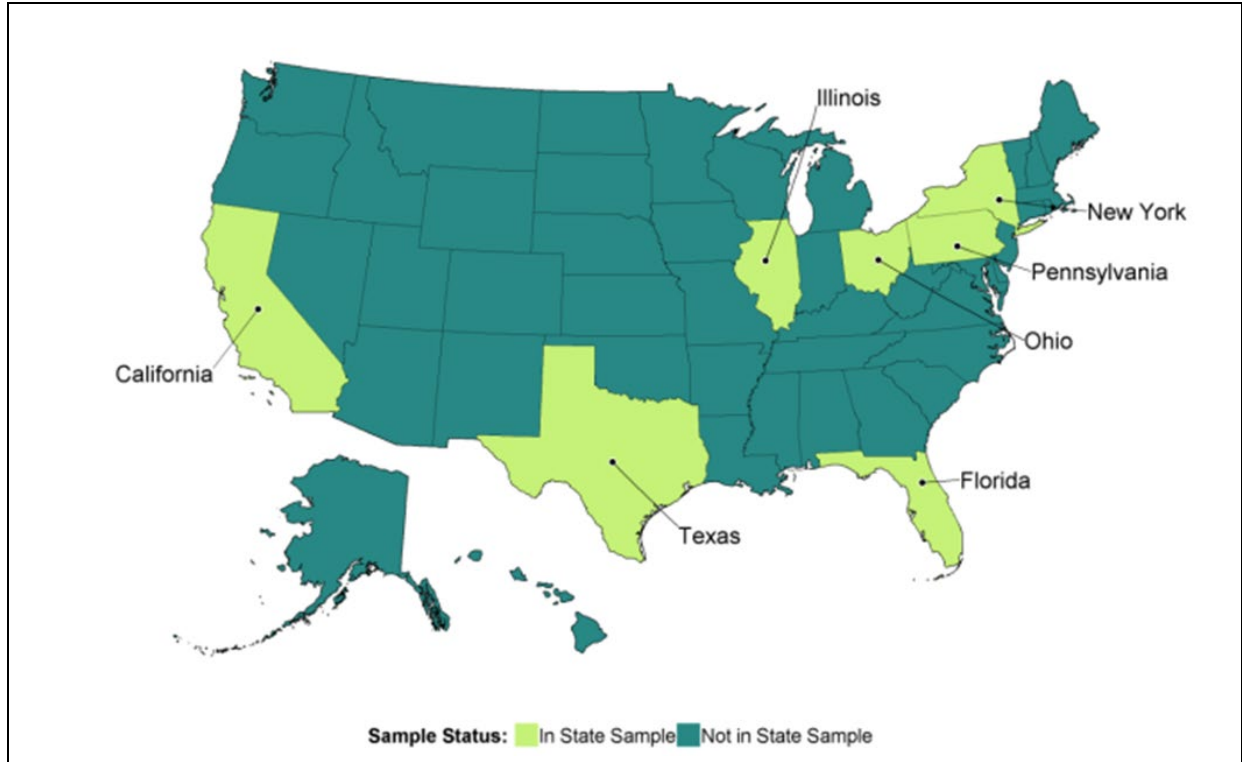 Illinois
New York
Pennsylvania
Ohio
California
Florida
Texas
Sample Status: In State Sample Not in State Sample